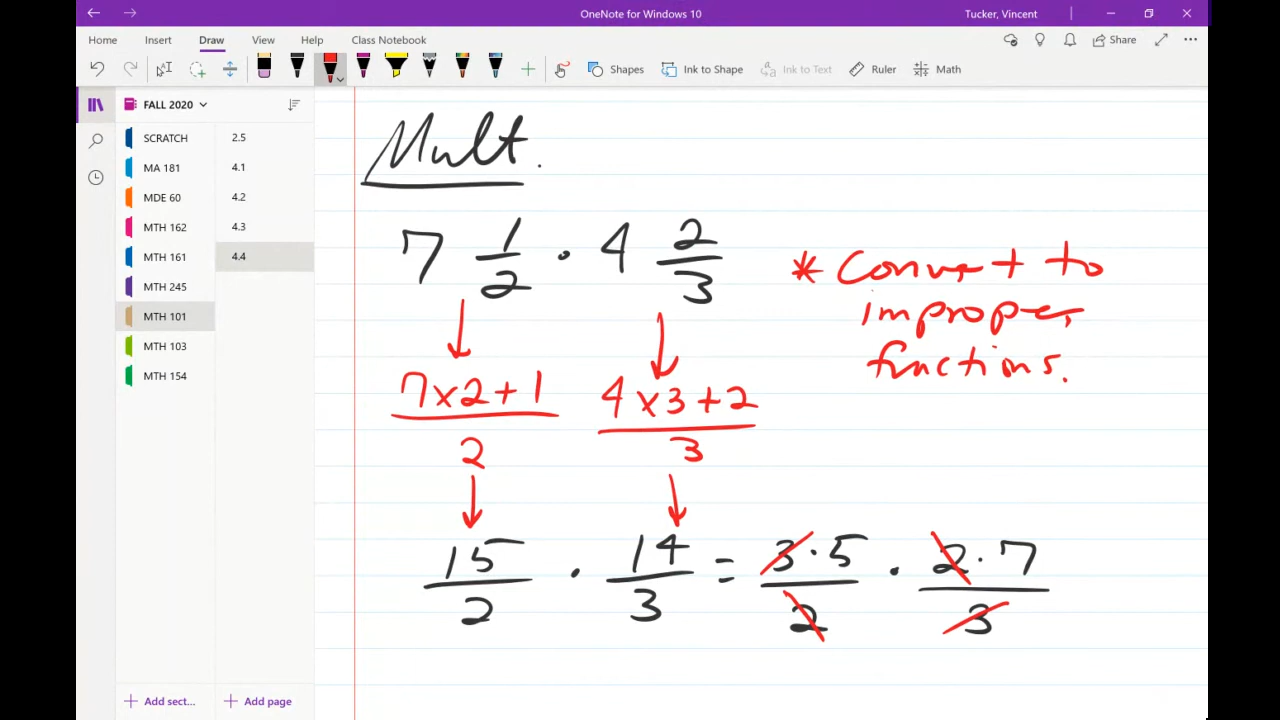 OneNote for Windows 10
Tucker, Vincent
Home Insert Draw View Help Class Notebook
Share
Shapes Ink to Shape Ink to Text Ruler Math
FALL 2020
SCRATCH
MA 181
MDE 60
MTH 162
MTH 161
MTH 245
MTH 101
MTH 103
MTH 154
2.5
4.1
4.2
4.3
4.4
Add sect...
Add page
Mult.
7 1/2 · 4 2/3
* Convert to
improper
fractions.
(7×2+1)/2 (4×3+2)/3
15/2 · 14/3 = (3·5)/2 · (2·7)/3